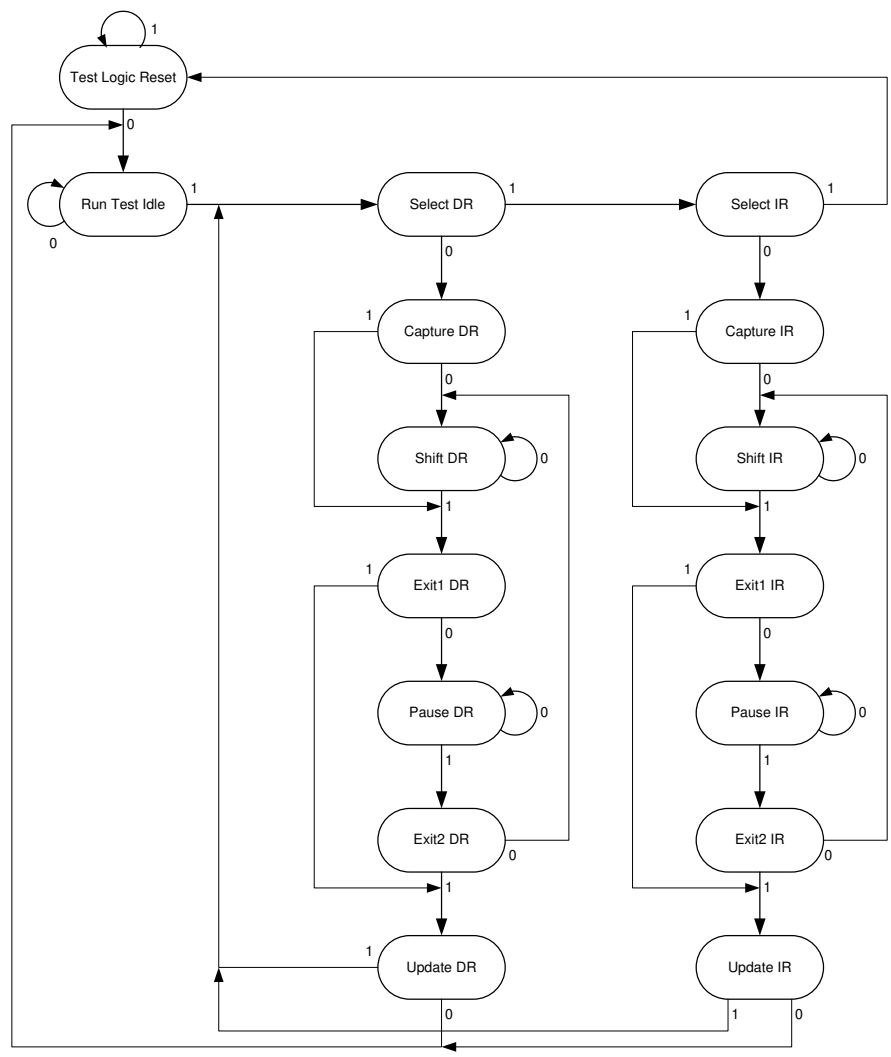 1
Test Logic Reset
0
Run Test Idle
1
0
Select DR
1
Select IR
1
0
0
1
Capture DR
1
Capture IR
0
0
Shift DR
0
Shift IR
0
1
1
1
Exit1 DR
1
Exit1 IR
0
0
Pause DR
0
Pause IR
0
1
1
Exit2 DR
0
Exit2 IR
0
1
1
1
Update DR
Update IR
0
1
0